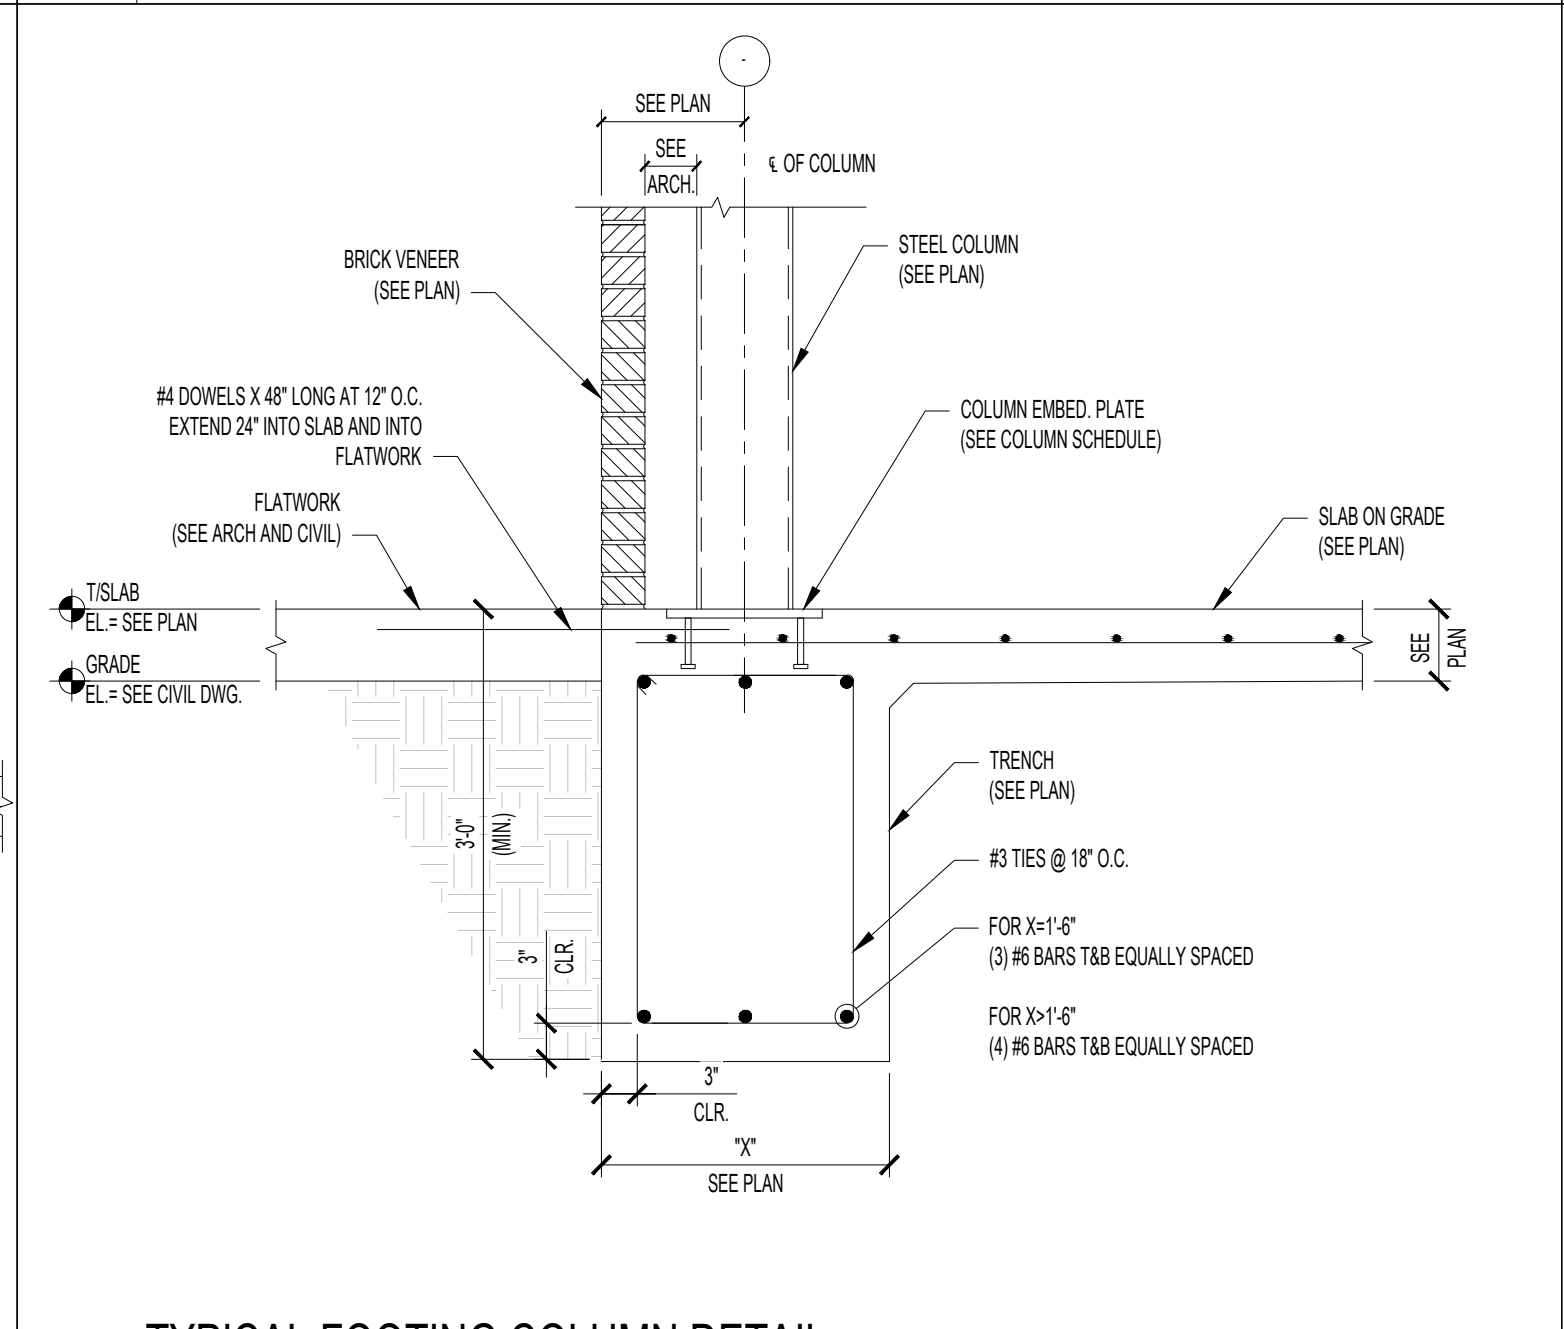 -
SEE PLAN
SEE
ARCH.
℄ OF COLUMN
BRICK VENEER
(SEE PLAN)
STEEL COLUMN
(SEE PLAN)
#4 DOWELS X 48" LONG AT 12" O.C.
EXTEND 24" INTO SLAB AND INTO
FLATWORK
COLUMN EMBED. PLATE
(SEE COLUMN SCHEDULE)
FLATWORK
(SEE ARCH AND CIVIL)
SLAB ON GRADE
(SEE PLAN)
T/SLAB
EL.= SEE PLAN
GRADE
EL.= SEE CIVIL DWG.
SEE
PLAN
TRENCH
(SEE PLAN)
3'-0"
(MIN.)
#3 TIES @ 18" O.C.
3"
CLR.
FOR X=1'-6"
(3) #6 BARS T&B EQUALLY SPACED
FOR X>1'-6"
(4) #6 BARS T&B EQUALLY SPACED
3"
CLR.
"X"
SEE PLAN
TYPICAL FOOTING COLUMN DETAIL